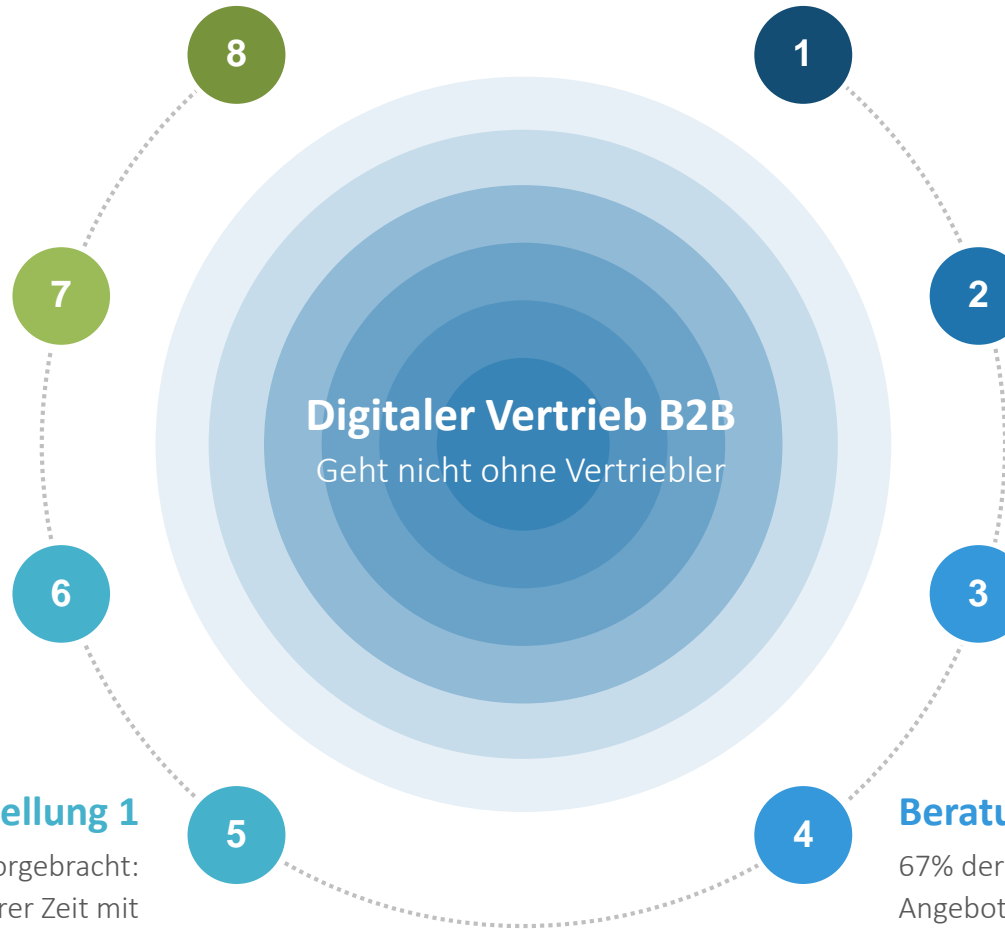 8
1
7
2
Digitaler Vertrieb B2B
Geht nicht ohne Vertriebler
6
3
ellung 1
5
4
Beratu
orgebracht:
67% der
rer Zeit mit
Angebot